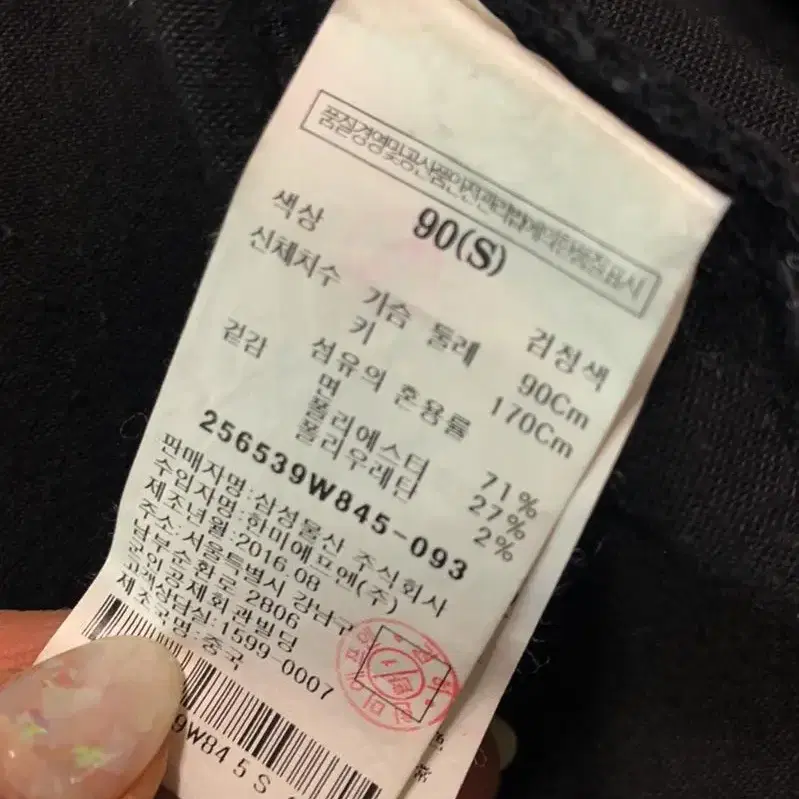 품질경영및공산품안전관리법에의한품질표시
90(S)
색상 검정색
신체치수 가슴 둘레 90Cm
키 170Cm
겉감 섬유의 혼용률
면 71%
폴리에스터 27%
폴리우레탄 2%
256539W845-093
판매자명:삼성물산 주식회사
수입자명:한미에프앤(주)
제조년월:2016.08
주소:서울특별시 강남구
남부순환로 2806
군인공제회관빌딩
고객상담실:1599-0007
제조국명:중국
9W845S